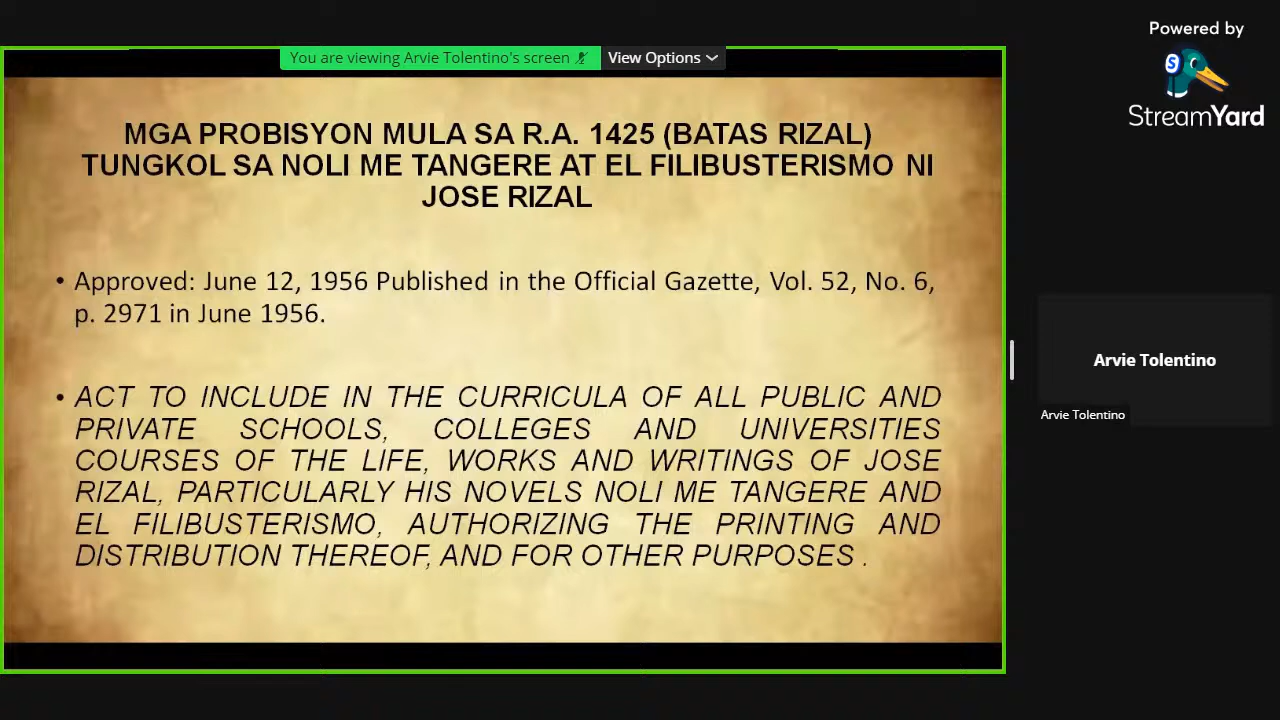 Powered by
StreamYard
You are viewing Arvie Tolentino's screen
View Options
MGA PROBISYON MULA SA R.A. 1425 (BATAS RIZAL)
TUNGKOL SA NOLI ME TANGERE AT EL FILIBUSTERISMO NI
JOSE RIZAL
• Approved: June 12, 1956 Published in the Official Gazette, Vol. 52, No. 6,
p. 2971 in June 1956.
• ACT TO INCLUDE IN THE CURRICULA OF ALL PUBLIC AND
PRIVATE SCHOOLS, COLLEGES AND UNIVERSITIES
COURSES OF THE LIFE, WORKS AND WRITINGS OF JOSE
RIZAL, PARTICULARLY HIS NOVELS NOLI ME TANGERE AND
EL FILIBUSTERISMO, AUTHORIZING THE PRINTING AND
DISTRIBUTION THEREOF, AND FOR OTHER PURPOSES .
Arvie Tolentino
Arvie Tolentino